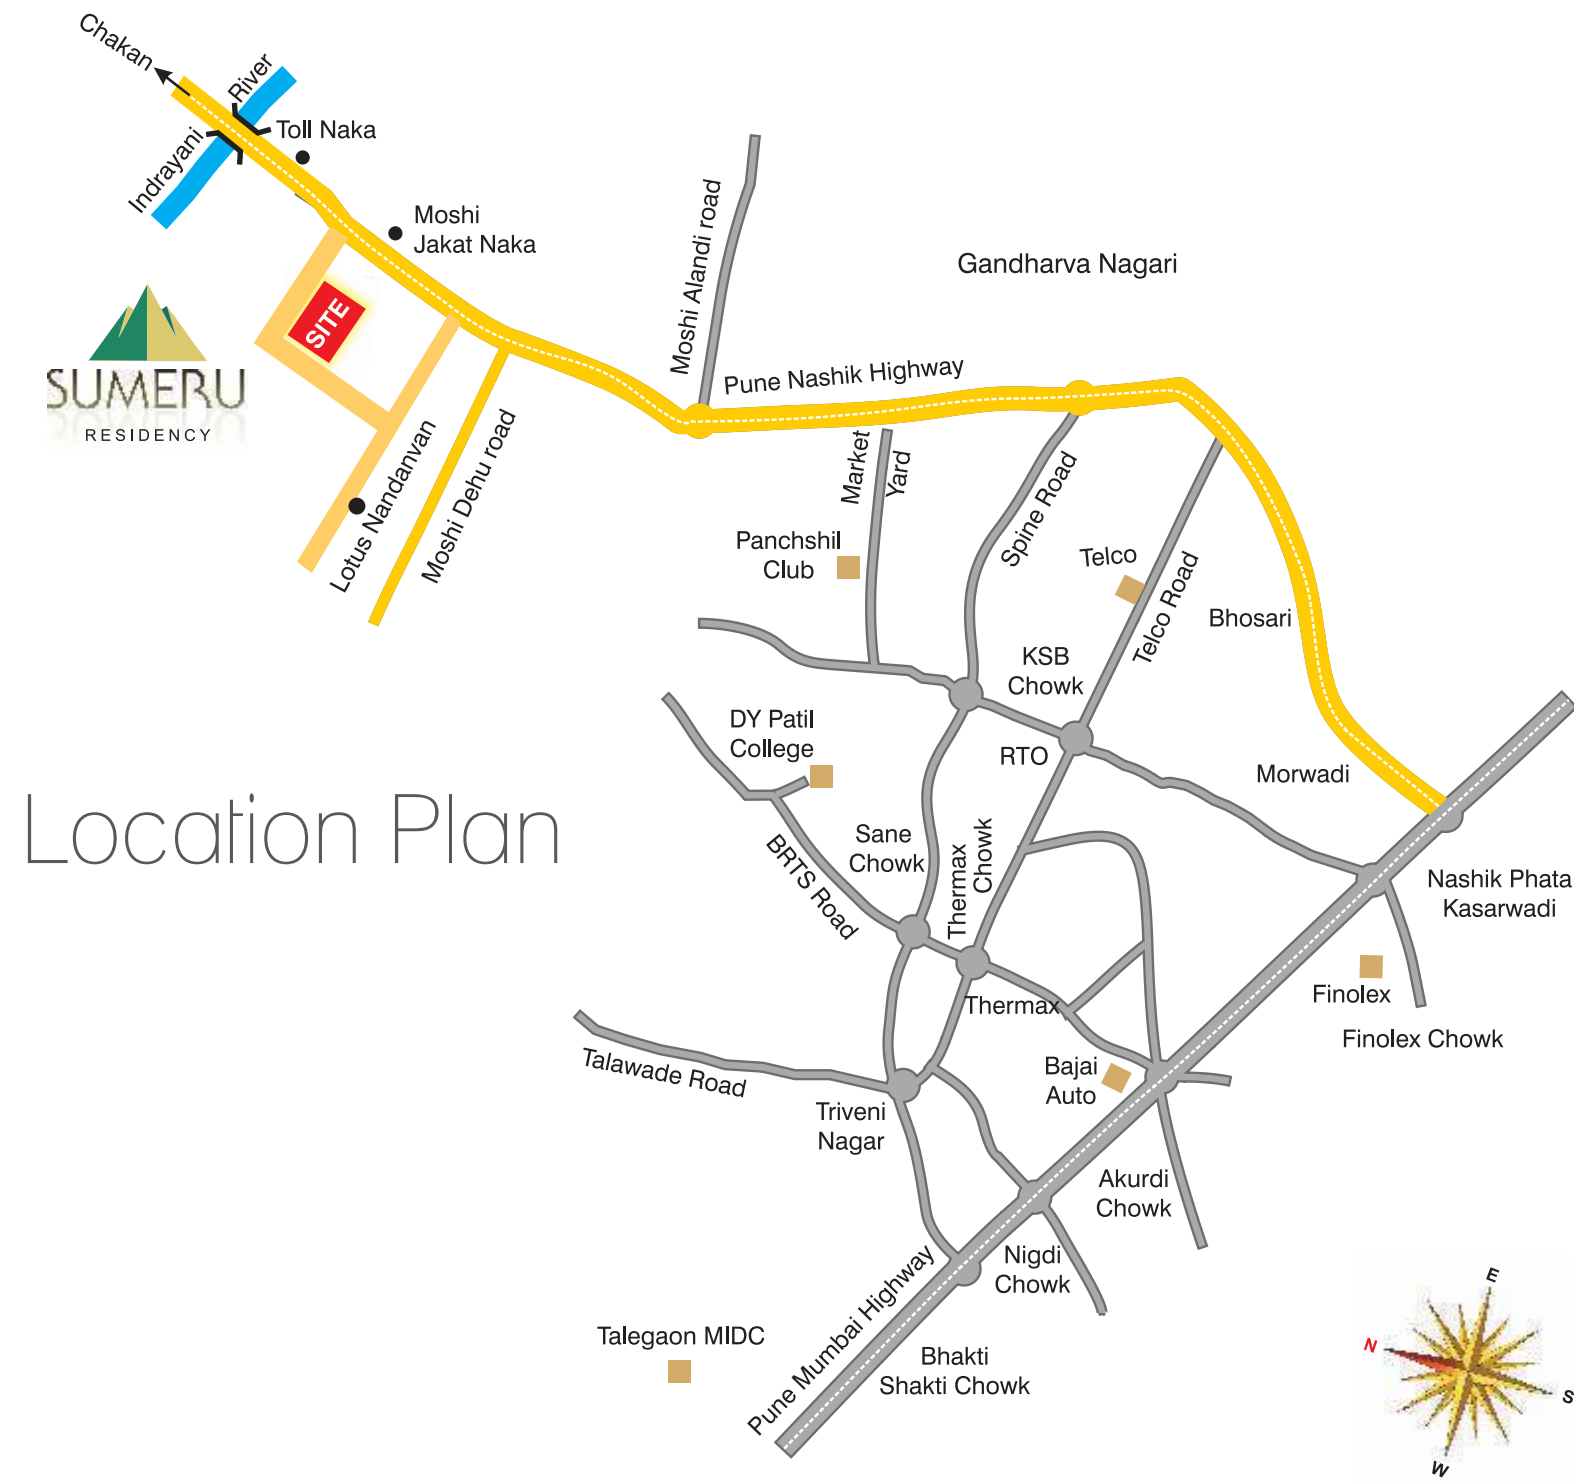 Chakan
River
Toll Naka
Indrayani
Moshi
Jakat Naka
Moshi Alandi road
Gandharva Nagari
SITE
SUMERU
RESIDENCY
Pune Nashik Highway
Market
Yard
Lotus Nandanvan
Moshi Dehu road
Spine Road
Panchshil
Club
Telco
Telco Road
Bhosari
KSB
Chowk
DY Patil
College
RTO
Morwadi
Location Plan
Sane
Chowk
Thermax
Chowk
BRTS Road
Nashik Phata
Kasarwadi
Finolex
Thermax
Finolex Chowk
Talawade Road
Bajai
Auto
Triveni
Nagar
Akurdi
Chowk
Nigdi
Chowk
Pune Mumbai Highway
Talegaon MIDC
Bhakti
Shakti Chowk
E
N
S
W